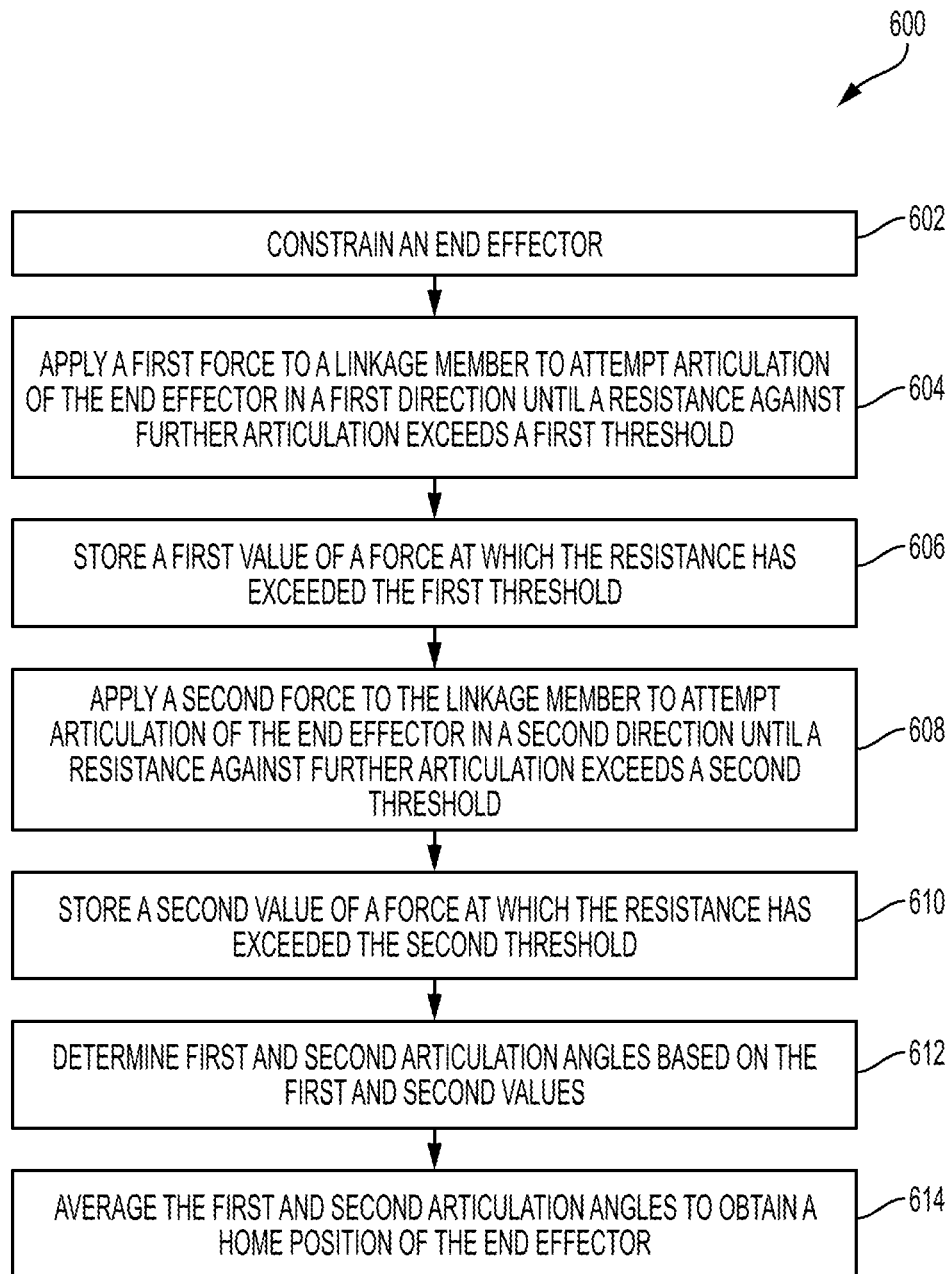 600
CONSTRAIN AN END EFFECTOR
602
APPLY A FIRST FORCE TO A LINKAGE MEMBER TO ATTEMPT ARTICULATION
OF THE END EFFECTOR IN A FIRST DIRECTION UNTIL A RESISTANCE AGAINST
FURTHER ARTICULATION EXCEEDS A FIRST THRESHOLD
604
STORE A FIRST VALUE OF A FORCE AT WHICH THE RESISTANCE HAS
EXCEEDED THE FIRST THRESHOLD
606
APPLY A SECOND FORCE TO THE LINKAGE MEMBER TO ATTEMPT
ARTICULATION OF THE END EFFECTOR IN A SECOND DIRECTION UNTIL A
RESISTANCE AGAINST FURTHER ARTICULATION EXCEEDS A SECOND
THRESHOLD
608
STORE A SECOND VALUE OF A FORCE AT WHICH THE RESISTANCE HAS
EXCEEDED THE SECOND THRESHOLD
610
DETERMINE FIRST AND SECOND ARTICULATION ANGLES BASED ON THE
FIRST AND SECOND VALUES
612
AVERAGE THE FIRST AND SECOND ARTICULATION ANGLES TO OBTAIN A
HOME POSITION OF THE END EFFECTOR
614